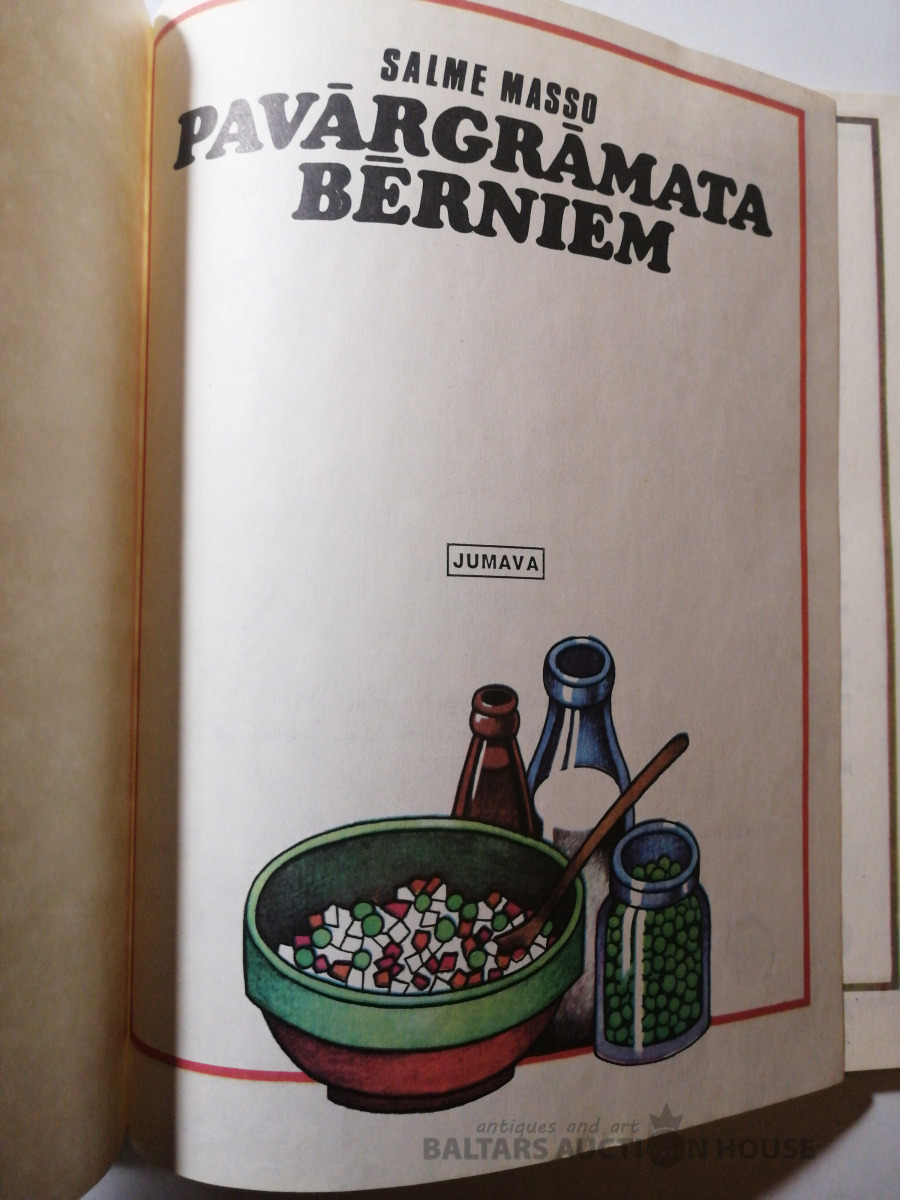 SALME MASSO
PAVĀRGRĀMATA
BĒRNIEM
JUMAVA
antiques and art
BALTARS AUCTION HOUSE